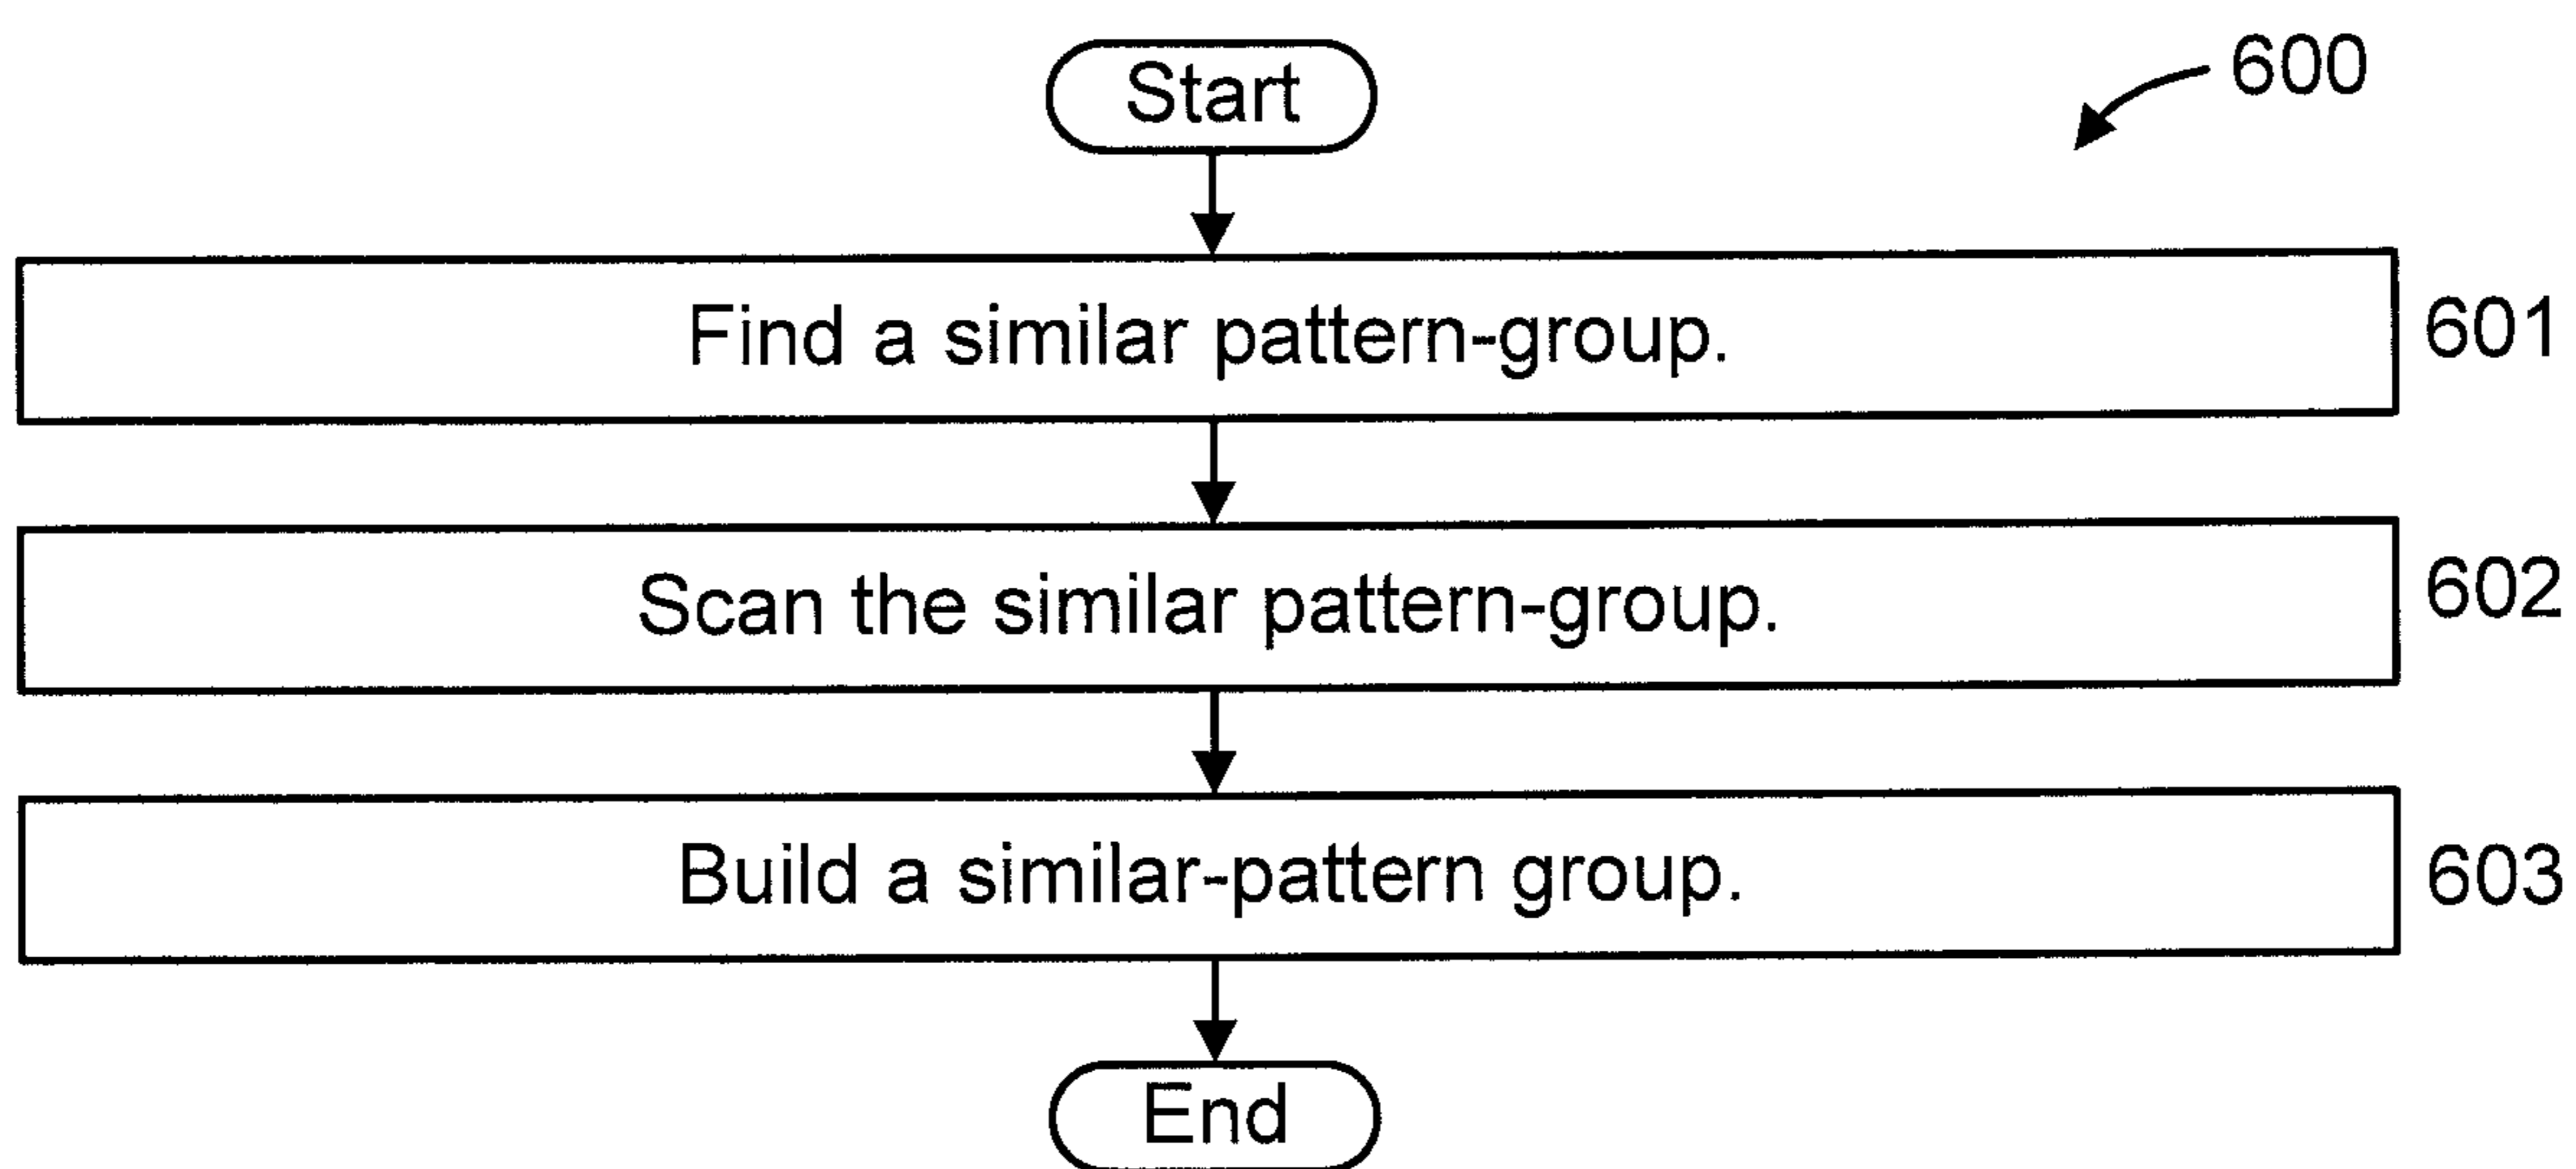 Start
600
Find a similar pattern-group.
601
Scan the similar pattern-group.
602
Build a similar-pattern group.
603
End